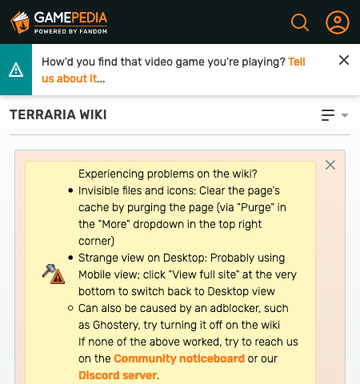 GAMEPEDIA
POWERED BY FANDOM
How'd you find that video game you're playing? Tell
us about it...
TERRARIA WIKI
Experiencing problems on the wiki?
Invisible files and icons: Clear the page's
cache by purging the page (via "Purge" in
the "More" dropdown in the top right
corner)
Strange view on Desktop: Probably using
Mobile view; click "View full site" at the very
bottom to switch back to Desktop view
Can also be caused by an adblocker, such
as Ghostery, try turning it off on the wiki
If none of the above worked, try to reach us
on the Community noticeboard or our
Discord server.